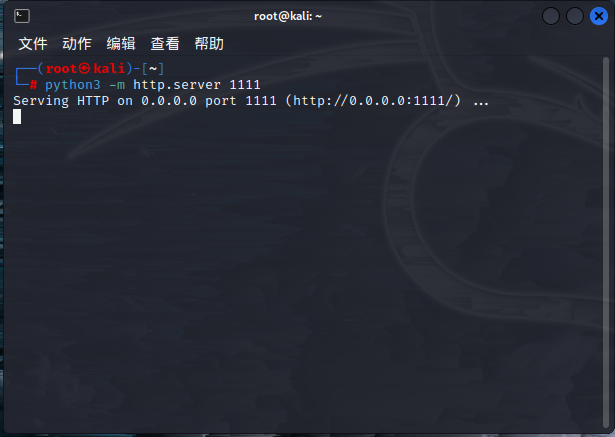 root@kali: ~
文件 动作 编辑 查看 帮助
┌──(root㉿kali)-[~]
└─# python3 -m http.server 1111
Serving HTTP on 0.0.0.0 port 1111 (http://0.0.0.0:1111/) ...